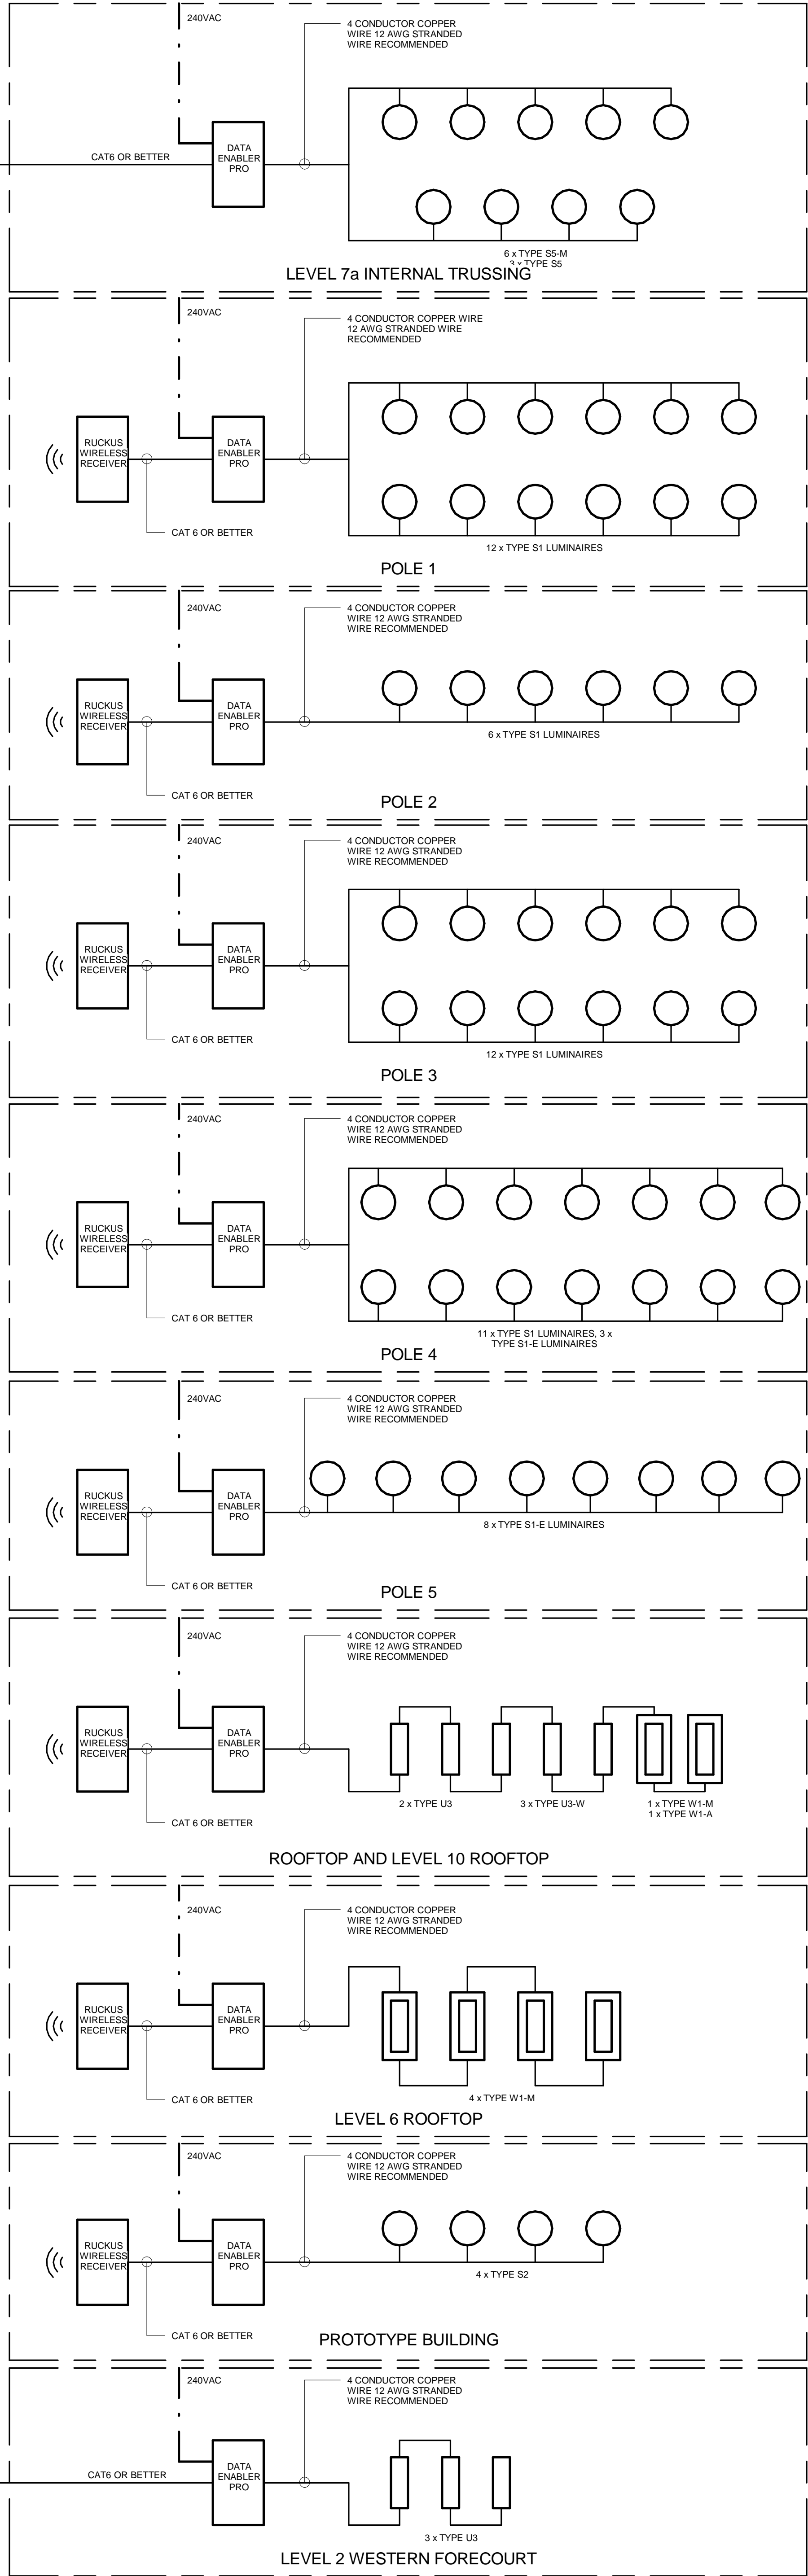 240VAC
4 CONDUCTOR COPPER
WIRE 12 AWG STRANDED
WIRE RECOMMENDED
CAT6 OR BETTER
DATA
ENABLER
PRO
6 x TYPE S5-M
3 x TYPE S5
LEVEL 7a INTERNAL TRUSSING
240VAC
4 CONDUCTOR COPPER WIRE
12 AWG STRANDED WIRE
RECOMMENDED
RUCKUS
WIRELESS
RECEIVER
DATA
ENABLER
PRO
CAT 6 OR BETTER
12 x TYPE S1 LUMINAIRES
POLE 1
240VAC
4 CONDUCTOR COPPER
WIRE 12 AWG STRANDED
WIRE RECOMMENDED
RUCKUS
WIRELESS
RECEIVER
DATA
ENABLER
PRO
6 x TYPE S1 LUMINAIRES
CAT 6 OR BETTER
POLE 2
240VAC
4 CONDUCTOR COPPER
WIRE 12 AWG STRANDED
WIRE RECOMMENDED
RUCKUS
WIRELESS
RECEIVER
DATA
ENABLER
PRO
CAT 6 OR BETTER
12 x TYPE S1 LUMINAIRES
POLE 3
240VAC
4 CONDUCTOR COPPER
WIRE 12 AWG STRANDED
WIRE RECOMMENDED
RUCKUS
WIRELESS
RECEIVER
DATA
ENABLER
PRO
CAT 6 OR BETTER
11 x TYPE S1 LUMINAIRES, 3 x
TYPE S1-E LUMINAIRES
POLE 4
240VAC
4 CONDUCTOR COPPER
WIRE 12 AWG STRANDED
WIRE RECOMMENDED
RUCKUS
WIRELESS
RECEIVER
DATA
ENABLER
PRO
8 x TYPE S1-E LUMINAIRES
CAT 6 OR BETTER
POLE 5
240VAC
4 CONDUCTOR COPPER
WIRE 12 AWG STRANDED
WIRE RECOMMENDED
RUCKUS
WIRELESS
RECEIVER
DATA
ENABLER
PRO
2 x TYPE U3
3 x TYPE U3-W
1 x TYPE W1-M
1 x TYPE W1-A
CAT 6 OR BETTER
ROOFTOP AND LEVEL 10 ROOFTOP
240VAC
4 CONDUCTOR COPPER
WIRE 12 AWG STRANDED
WIRE RECOMMENDED
RUCKUS
WIRELESS
RECEIVER
DATA
ENABLER
PRO
CAT 6 OR BETTER
4 x TYPE W1-M
LEVEL 6 ROOFTOP
240VAC
4 CONDUCTOR COPPER
WIRE 12 AWG STRANDED
WIRE RECOMMENDED
RUCKUS
WIRELESS
RECEIVER
DATA
ENABLER
PRO
4 x TYPE S2
CAT 6 OR BETTER
PROTOTYPE BUILDING
240VAC
4 CONDUCTOR COPPER
WIRE 12 AWG STRANDED
WIRE RECOMMENDED
CAT6 OR BETTER
DATA
ENABLER
PRO
3 x TYPE U3
LEVEL 2 WESTERN FORECOURT